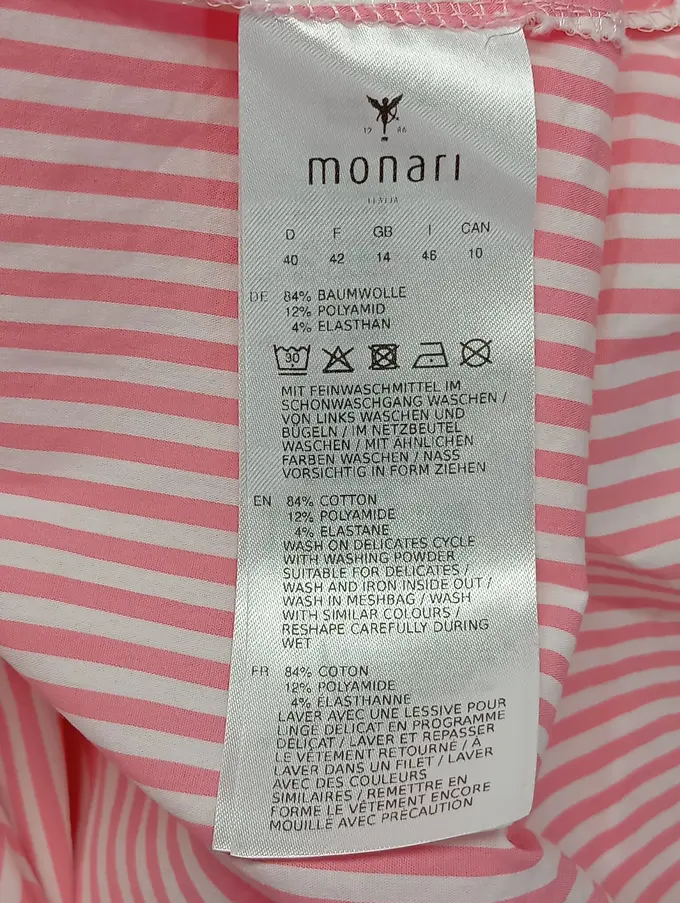 19 86
monari
ITALIA
D F GB I CAN
40 42 14 46 10
DE 84% BAUMWOLLE
12% POLYAMID
4% ELASTHAN
30
MIT FEINWASCHMITTEL IM
SCHONWASCHGANG WASCHEN /
VON LINKS WASCHEN UND
BÜGELN / IM NETZBEUTEL
WASCHEN / MIT ÄHNLICHEN
FARBEN WASCHEN / NASS
VORSICHTIG IN FORM ZIEHEN
EN 84% COTTON
12% POLYAMIDE
4% ELASTANE
WASH ON DELICATES CYCLE
WITH WASHING POWDER
SUITABLE FOR DELICATES /
WASH AND IRON INSIDE OUT /
WASH IN MESHBAG / WASH
WITH SIMILAR COLOURS /
RESHAPE CAREFULLY DURING
WET
FR 84% COTON
12% POLYAMIDE
4% ÉLASTHANNE
LAVER AVEC UNE LESSIVE POUR
LINGE DÉLICAT EN PROGRAMME
DÉLICAT / LAVER ET REPASSER
LE VÊTEMENT RETOURNÉ / À
LAVER DANS UN FILET / LAVER
AVEC DES COULEURS
SIMILAIRES / REMETTRE EN
FORME LE VÊTEMENT ENCORE
MOUILLÉ AVEC PRÉCAUTION